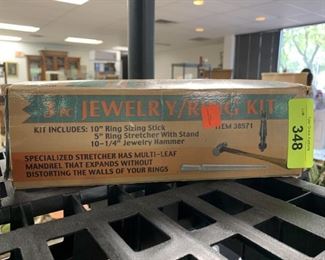 3 PC JEWELRY/RING KIT
KIT INCLUDES: 10" Ring Sizing Stick
5" Ring Stretcher With Stand
10-1/4" Jewelry Hammer
ITEM 38571
SPECIALIZED STRETCHER HAS MULTI-LEAF
MANDREL THAT EXPANDS WITHOUT
DISTORTING THE WALLS OF YOUR RINGS
348